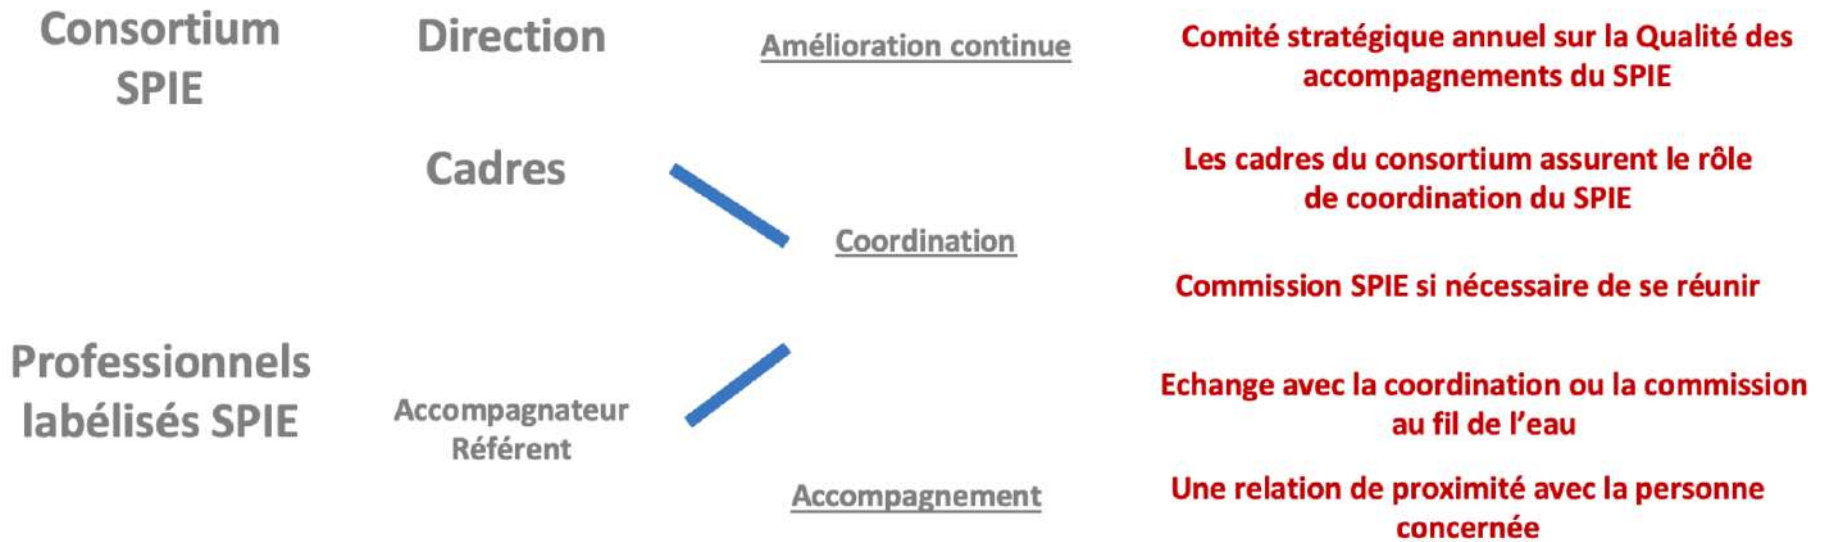 Consortium
SPIE
Direction
Amélioration continue
Comité stratégique annuel sur la Qualité des
accompagnements du SPIE
Cadres
Les cadres du consortium assurent le rôle
de coordination du SPIE
Coordination
Commission SPIE si nécessaire de se réunir
Professionnels
labélisés SPIE
Accompagnateur
Référent
Echange avec la coordination ou la commission
au fil de l’eau
Accompagnement
Une relation de proximité avec la personne
concernée